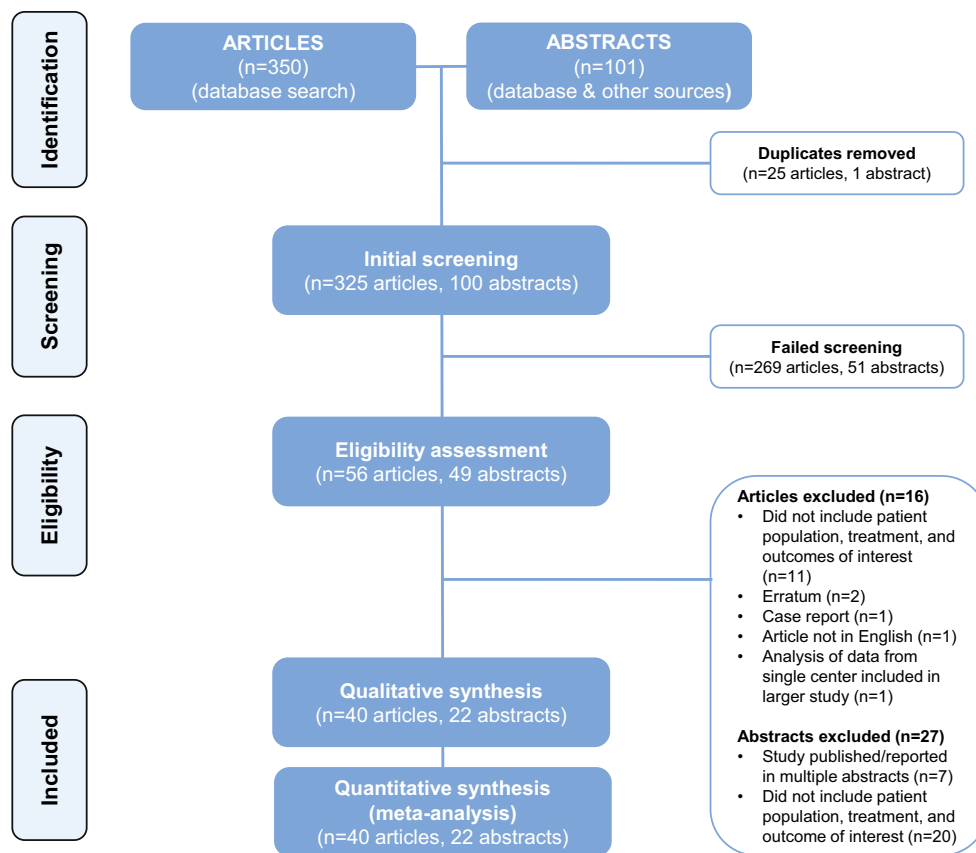 Identification
ARTICLES
(n=350)
(database search)
ABSTRACTS
(n=101)
(database & other sources)
Duplicates removed
(n=25 articles, 1 abstract)
Screening
Initial screening
(n=325 articles, 100 abstracts)
Failed screening
(n=269 articles, 51 abstracts)
Eligibility
Eligibility assessment
(n=56 articles, 49 abstracts)
Articles excluded (n=16)
• Did not include patient
population, treatment, and
outcomes of interest
(n=11)
• Erratum (n=2)
• Case report (n=1)
• Article not in English (n=1)
• Analysis of data from
single center included in
larger study (n=1)
Abstracts excluded (n=27)
• Study published/reported
in multiple abstracts (n=7)
• Did not include patient
population, treatment, and
outcome of interest (n=20)
Included
Qualitative synthesis
(n=40 articles, 22 abstracts)
Quantitative synthesis
(meta-analysis)
(n=40 articles, 22 abstracts)